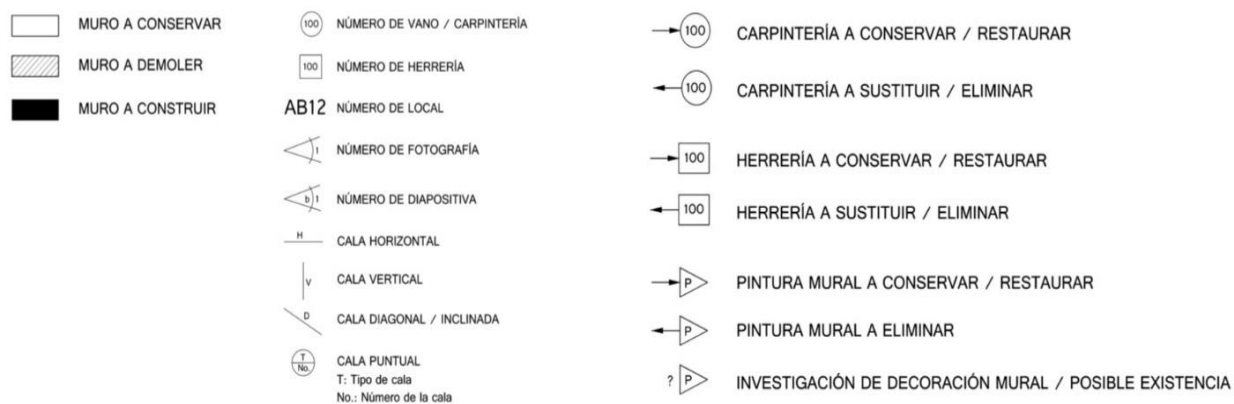 MURO A CONSERVAR
MURO A DEMOLER
MURO A CONSTRUIR
100 NÚMERO DE VANO / CARPINTERÍA
100 NÚMERO DE HERRERÍA
AB12 NÚMERO DE LOCAL
1 NÚMERO DE FOTOGRAFÍA
b 1 NÚMERO DE DIAPOSITIVA
H CALA HORIZONTAL
V CALA VERTICAL
D CALA DIAGONAL / INCLINADA
T
No.
CALA PUNTUAL
T: Tipo de cala
No.: Número de la cala
100 CARPINTERÍA A CONSERVAR / RESTAURAR
100 CARPINTERÍA A SUSTITUIR / ELIMINAR
100 HERRERÍA A CONSERVAR / RESTAURAR
100 HERRERÍA A SUSTITUIR / ELIMINAR
P PINTURA MURAL A CONSERVAR / RESTAURAR
P PINTURA MURAL A ELIMINAR
? P INVESTIGACIÓN DE DECORACIÓN MURAL / POSIBLE EXISTENCIA